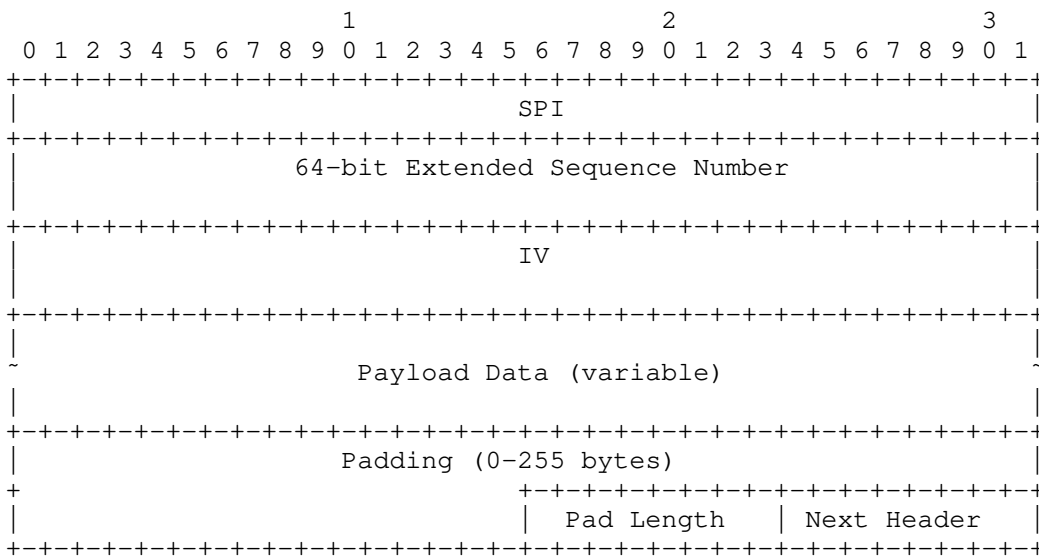 1                   2                   3
 0 1 2 3 4 5 6 7 8 9 0 1 2 3 4 5 6 7 8 9 0 1 2 3 4 5 6 7 8 9 0 1
+-+-+-+-+-+-+-+-+-+-+-+-+-+-+-+-+-+-+-+-+-+-+-+-+-+-+-+-+-+-+-+-+
|                               SPI                             |
+-+-+-+-+-+-+-+-+-+-+-+-+-+-+-+-+-+-+-+-+-+-+-+-+-+-+-+-+-+-+-+-+
|                 64-bit Extended Sequence Number               |
|                                                               |
+-+-+-+-+-+-+-+-+-+-+-+-+-+-+-+-+-+-+-+-+-+-+-+-+-+-+-+-+-+-+-+-+
|                               IV                              |
|                                                               |
+-+-+-+-+-+-+-+-+-+-+-+-+-+-+-+-+-+-+-+-+-+-+-+-+-+-+-+-+-+-+-+-+
|                                                               |
~                     Payload Data (variable)                   ~
|                                                               |
+-+-+-+-+-+-+-+-+-+-+-+-+-+-+-+-+-+-+-+-+-+-+-+-+-+-+-+-+-+-+-+-+
|                    Padding (0-255 bytes)                      |
+                               +-+-+-+-+-+-+-+-+-+-+-+-+-+-+-+-+
|                               |  Pad Length   | Next Header   |
+-+-+-+-+-+-+-+-+-+-+-+-+-+-+-+-+-+-+-+-+-+-+-+-+-+-+-+-+-+-+-+-+